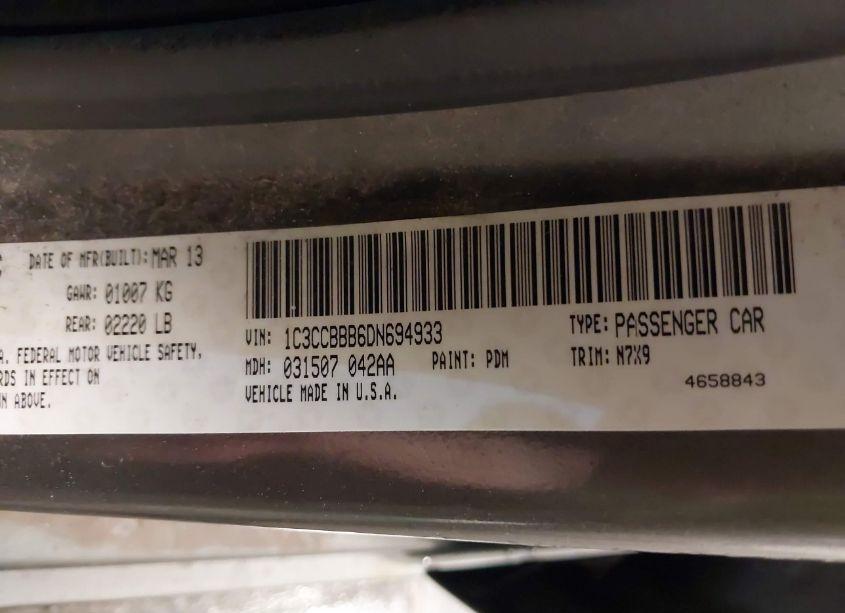 DATE OF MFR(BUILT): MAR 13
GAWR: 01007 KG
REAR: 02220 LB
A. FEDERAL MOTOR VEHICLE SAFETY,
RDS IN EFFECT ON
N ABOVE.
VIN: 1C3CCBBB6DN694933
TYPE: PASSENGER CAR
MDH: 031507 042AA
PAINT: PDM
TRIM: N7X9
VEHICLE MADE IN U.S.A.
4658843